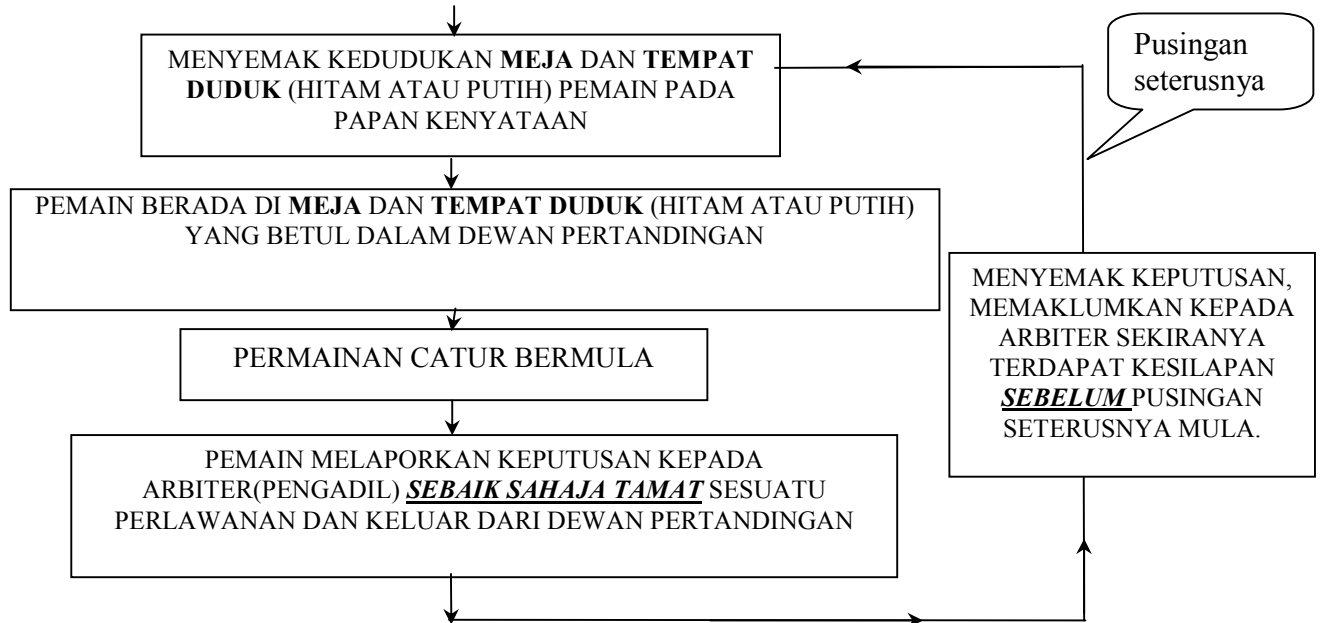 MENYEMAK KEDUDUKAN MEJA DAN TEMPAT
DUDUK (HITAM ATAU PUTIH) PEMAIN PADA
PAPAN KENYATAAN
PEMAIN BERADA DI MEJA DAN TEMPAT DUDUK (HITAM ATAU PUTIH)
YANG BETUL DALAM DEWAN PERTANDINGAN
PERMAINAN CATUR BERMULA
PEMAIN MELAPORKAN KEPUTUSAN KEPADA
ARBITER(PENGADIL) SEBAIK SAHAJA TAMAT SESUATU
PERLAWANAN DAN KELUAR DARI DEWAN PERTANDINGAN
MENYEMAK KEPUTUSAN,
MEMAKLUMKAN KEPADA
ARBITER SEKIRANYA
TERDAPAT KESILAPAN
SEBELUM PUSINGAN
SETERUSNYA MULA.
Pusingan
seterusnya